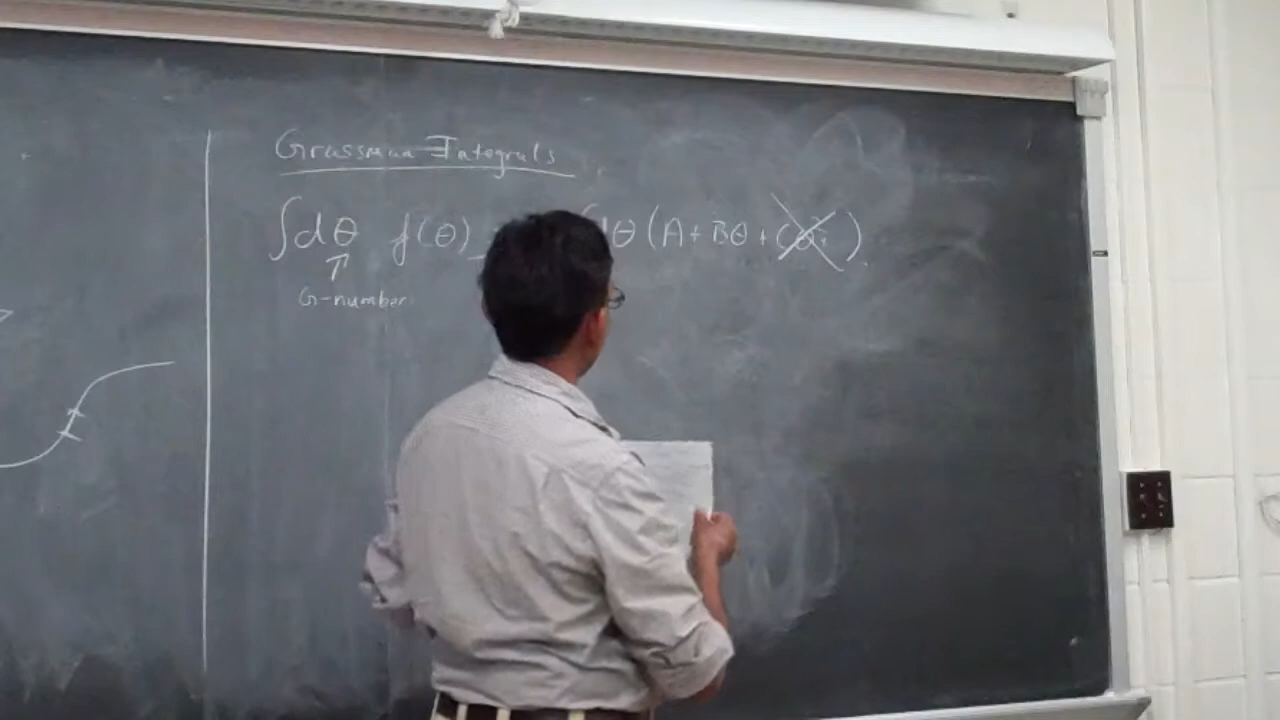 Grassman Integrals
∫dθ f(θ) = ∫dθ (A + Bθ + Cθ²+ )
G-number